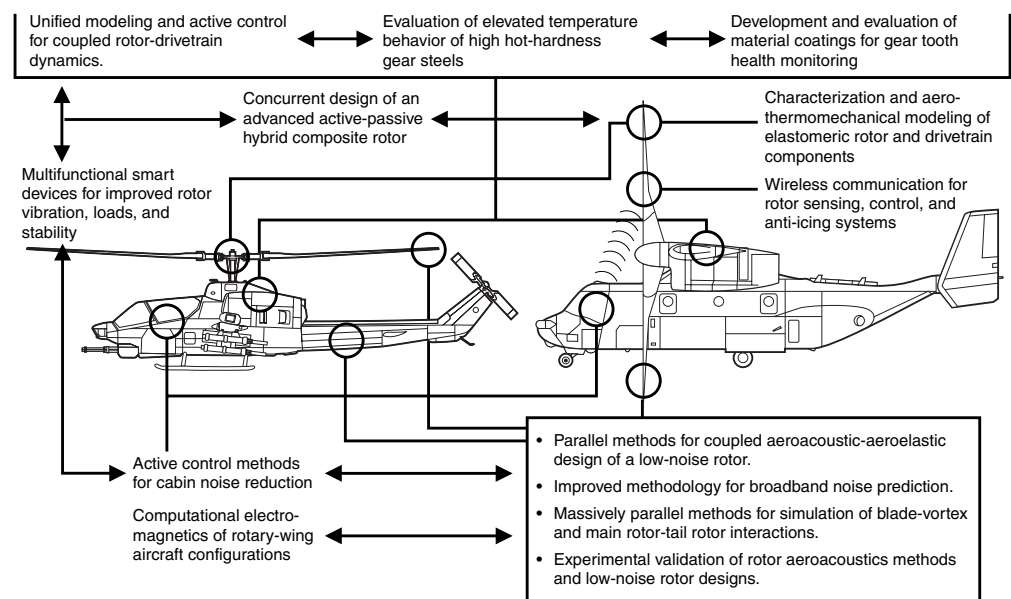 Unified modeling and active control
for coupled rotor-drivetrain
dynamics.
Evaluation of elevated temperature
behavior of high hot-hardness
gear steels
Development and evaluation of
material coatings for gear tooth
health monitoring
Concurrent design of an
advanced active-passive
hybrid composite rotor
Characterization and aero-
thermomechanical modeling of
elastomeric rotor and drivetrain
components
Multifunctional smart
devices for improved rotor
vibration, loads, and
stability
Wireless communication for
rotor sensing, control, and
anti-icing systems
Active control methods
for cabin noise reduction
Computational electro-
magnetics of rotary-wing
aircraft configurations
• Parallel methods for coupled aeroacoustic-aeroelastic
design of a low-noise rotor.
• Improved methodology for broadband noise prediction.
• Massively parallel methods for simulation of blade-vortex
and main rotor-tail rotor interactions.
• Experimental validation of rotor aeroacoustics methods
and low-noise rotor designs.